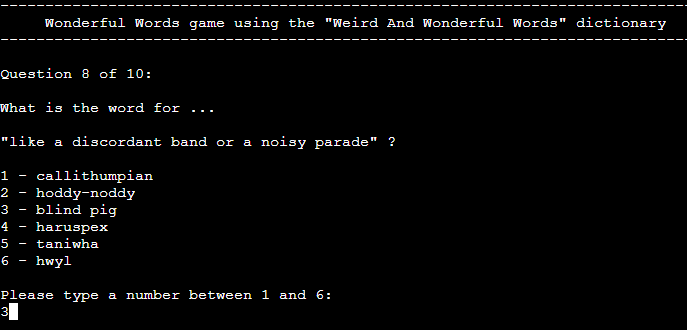 --------------------------------------------------------------------------------------
Wonderful Words game using the "Weird And Wonderful Words" dictionary
--------------------------------------------------------------------------------------
Question 8 of 10:
What is the word for ...
"like a discordant band or a noisy parade" ?
1 - callithumpian
2 - hoddy-noddy
3 - blind pig
4 - haruspex
5 - taniwha
6 - hwyl
Please type a number between 1 and 6:
3